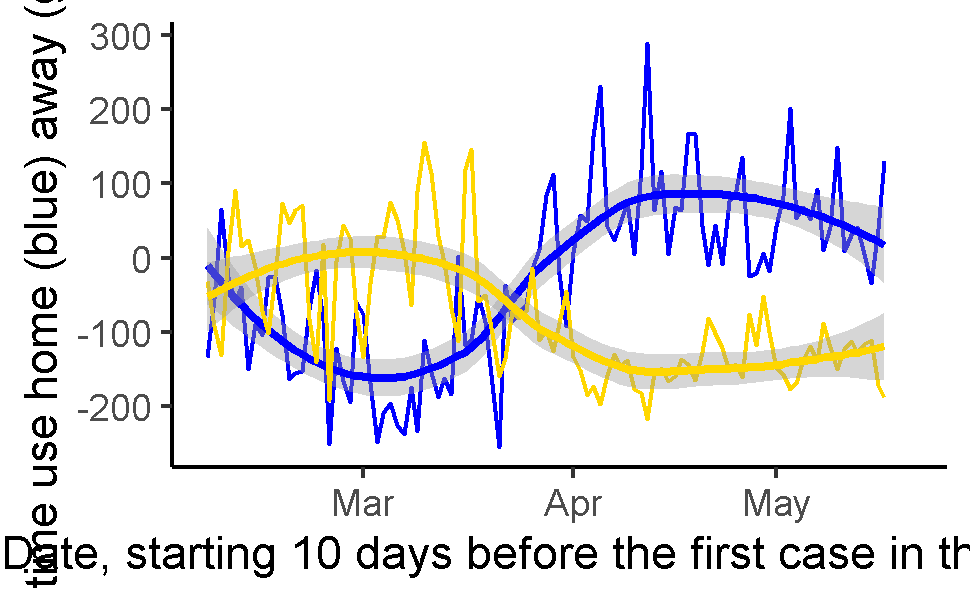 time use home (blue) away (
300
200
100
0
-100
-200
Mar Apr May
Date, starting 10 days before the first case in th